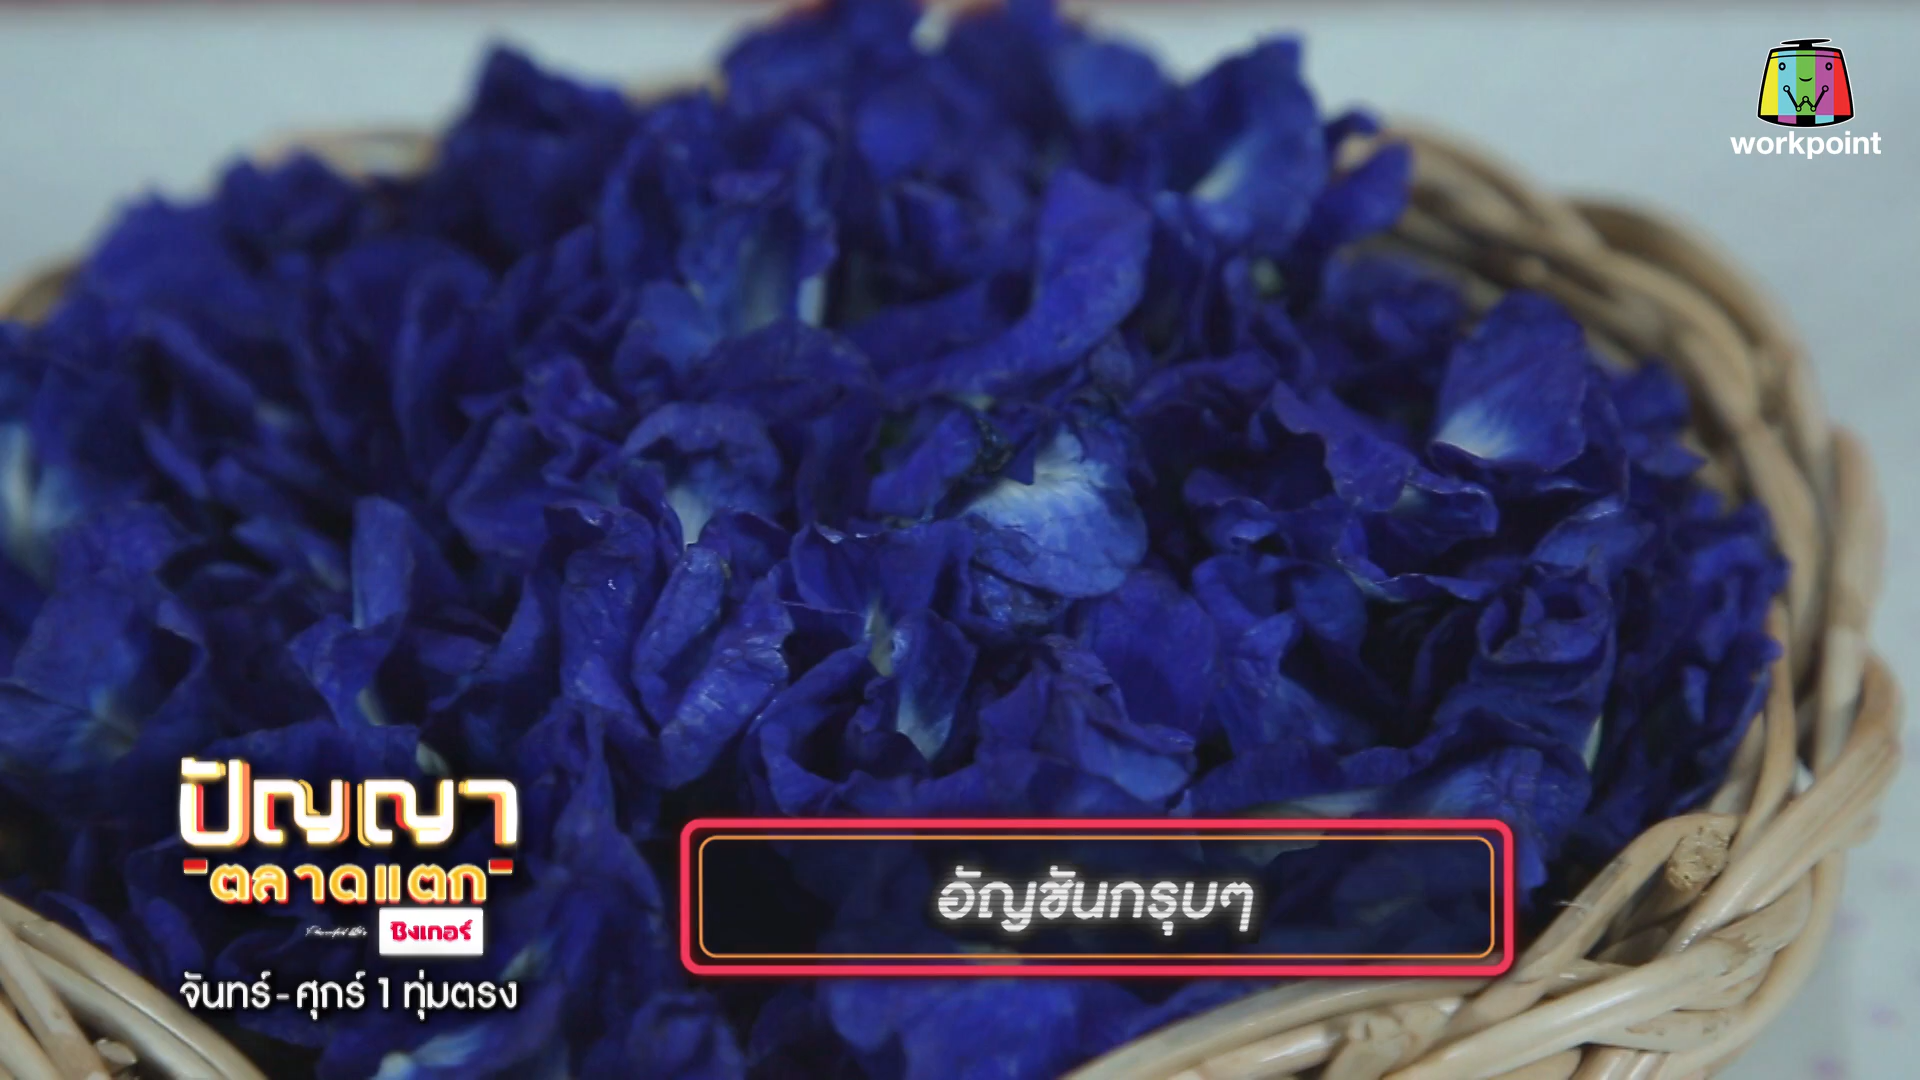 workpoint
ปัญญา
"ตลาดแตก"
ซิงเกอร์
จันทร์ - ศุกร์ 1 ทุ่มตรง
อัญชันกรุบๆ